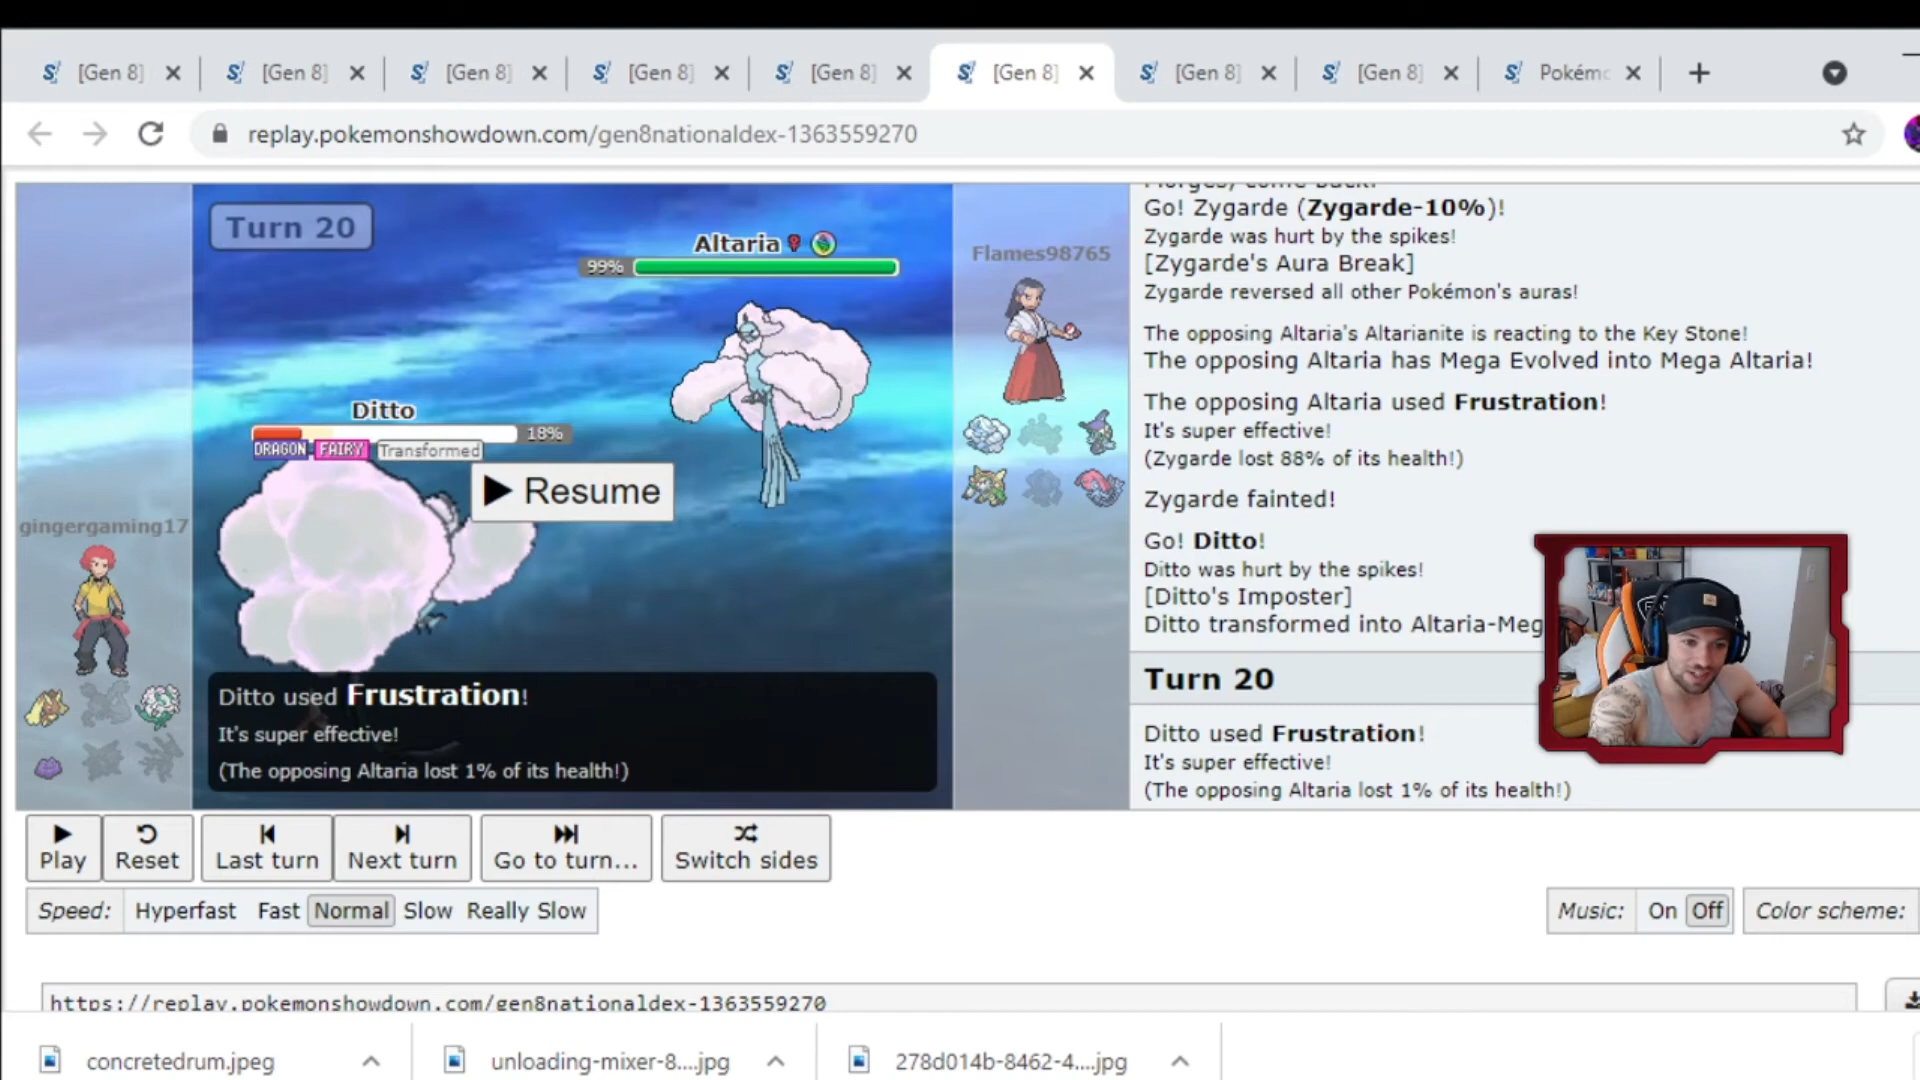 [Gen 8] [Gen 8] [Gen 8] [Gen 8] [Gen 8] [Gen 8] [Gen 8] [Gen 8] Pokém
replay.pokemonshowdown.com/gen8nationaldex-1363559270
Turn 20
Altaria
99%
Ditto
18%
DRAGON FAIRY Transformed
Resume
Flames98765
gingergaming17
Ditto used Frustration!
It's super effective!
(The opposing Altaria lost 1% of its health!)
Go! Zygarde (Zygarde-10%)!
Zygarde was hurt by the spikes!
[Zygarde's Aura Break]
Zygarde reversed all other Pokémon's auras!
The opposing Altaria's Altarianite is reacting to the Key Stone!
The opposing Altaria has Mega Evolved into Mega Altaria!
The opposing Altaria used Frustration!
It's super effective!
(Zygarde lost 88% of its health!)
Zygarde fainted!
Go! Ditto!
Ditto was hurt by the spikes!
[Ditto's Imposter]
Ditto transformed into Altaria-Meg
Turn 20
Ditto used Frustration!
It's super effective!
(The opposing Altaria lost 1% of its health!)
Play Reset Last turn Next turn Go to turn... Switch sides
Speed: Hyperfast Fast Normal Slow Really Slow
Music: On Off Color scheme:
https://replay.pokemonshowdown.com/gen8nationaldex-1363559270
concretedrum.jpeg unloading-mixer-8....jpg 278d014b-8462-4....jpg